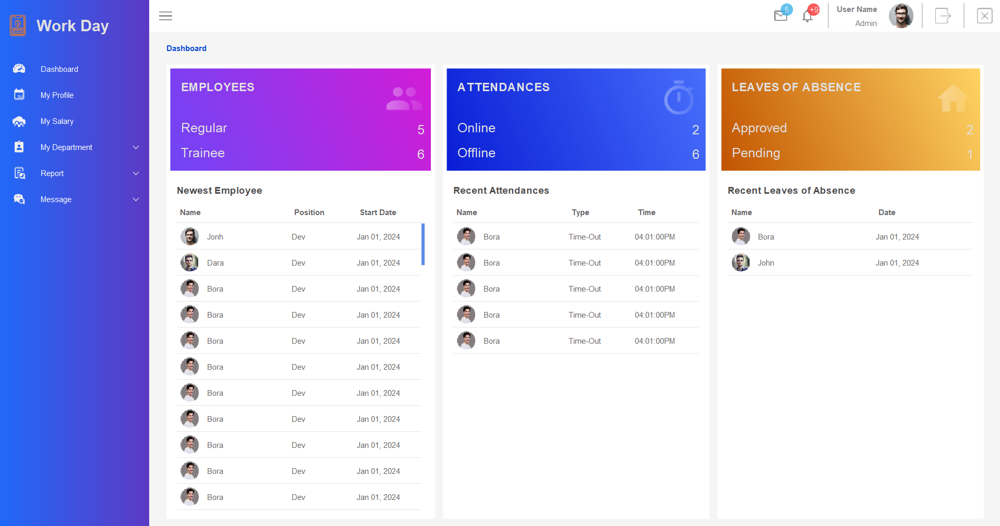 Work Day
Dashboard
My Profile
My Salary
My Department
Report
Message
5
+9
User Name
Admin
Dashboard
EMPLOYEES
Regular 5
Trainee 6
Newest Employee
Name Position Start Date
Jonh Dev Jan 01, 2024
Dara Dev Jan 01, 2024
Bora Dev Jan 01, 2024
Bora Dev Jan 01, 2024
Bora Dev Jan 01, 2024
Bora Dev Jan 01, 2024
Bora Dev Jan 01, 2024
Bora Dev Jan 01, 2024
Bora Dev Jan 01, 2024
Bora Dev Jan 01, 2024
Bora Dev Jan 01, 2024
ATTENDANCES
Online 2
Offline 6
Recent Attendances
Name Type Time
Bora Time-Out 04:01:00PM
Bora Time-Out 04:01:00PM
Bora Time-Out 04:01:00PM
Bora Time-Out 04:01:00PM
Bora Time-Out 04:01:00PM
LEAVES OF ABSENCE
Approved 2
Pending 1
Recent Leaves of Absence
Name Date
Bora Jan 01, 2024
John Jan 01, 2024